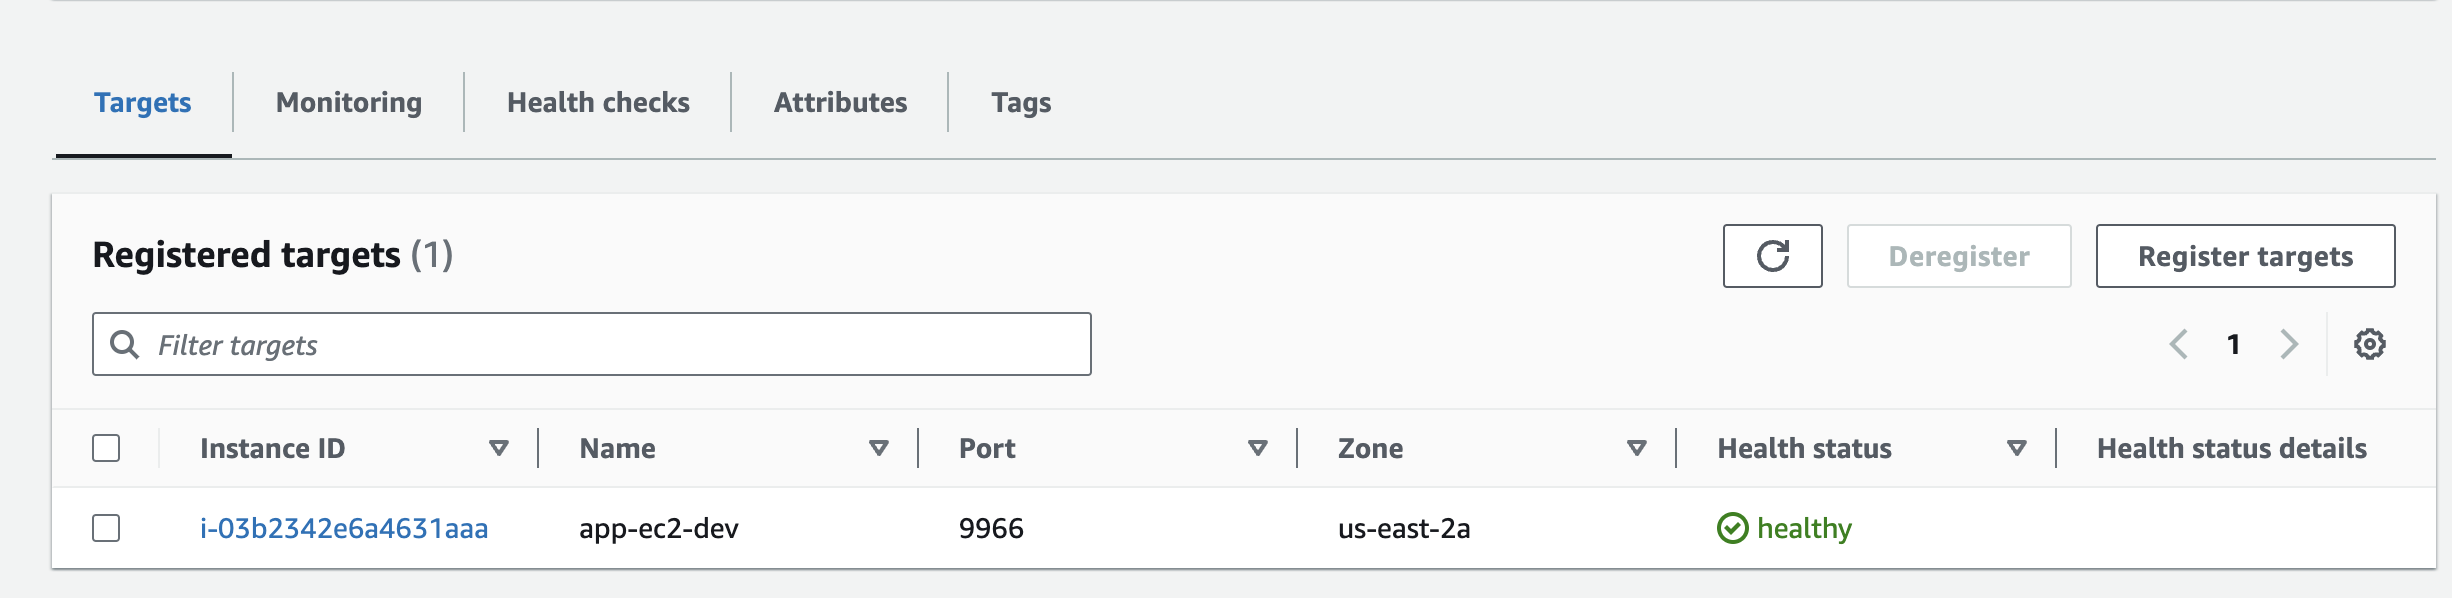 Targets Monitoring Health checks Attributes Tags
Registered targets (1)
Deregister Register targets
Filter targets
1
Instance ID Name Port Zone Health status Health status details
i-03b2342e6a4631aaa app-ec2-dev 9966 us-east-2a healthy